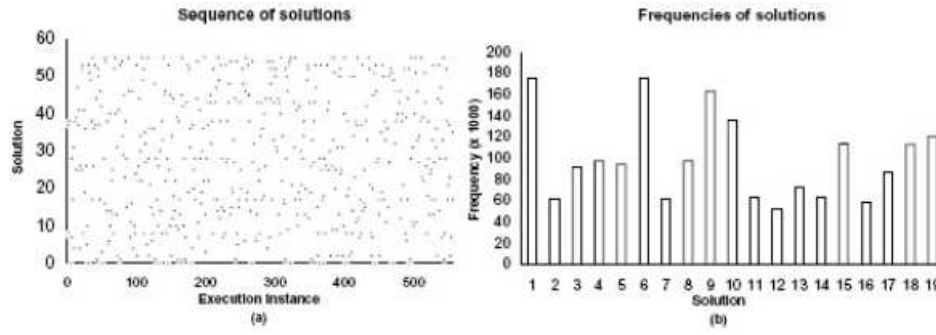 Sequence of solutions
60
50
40
30
20
10
0
Solution
0 100 200 300 400 500
Execution Instance
(a)
Frequencies of solutions
200
180
160
140
120
100
80
60
40
20
0
Frequency (x 1000)
1 2 3 4 5 6 7 8 9 10 11 12 13 14 15 16 17 18 19
Solution
(b)